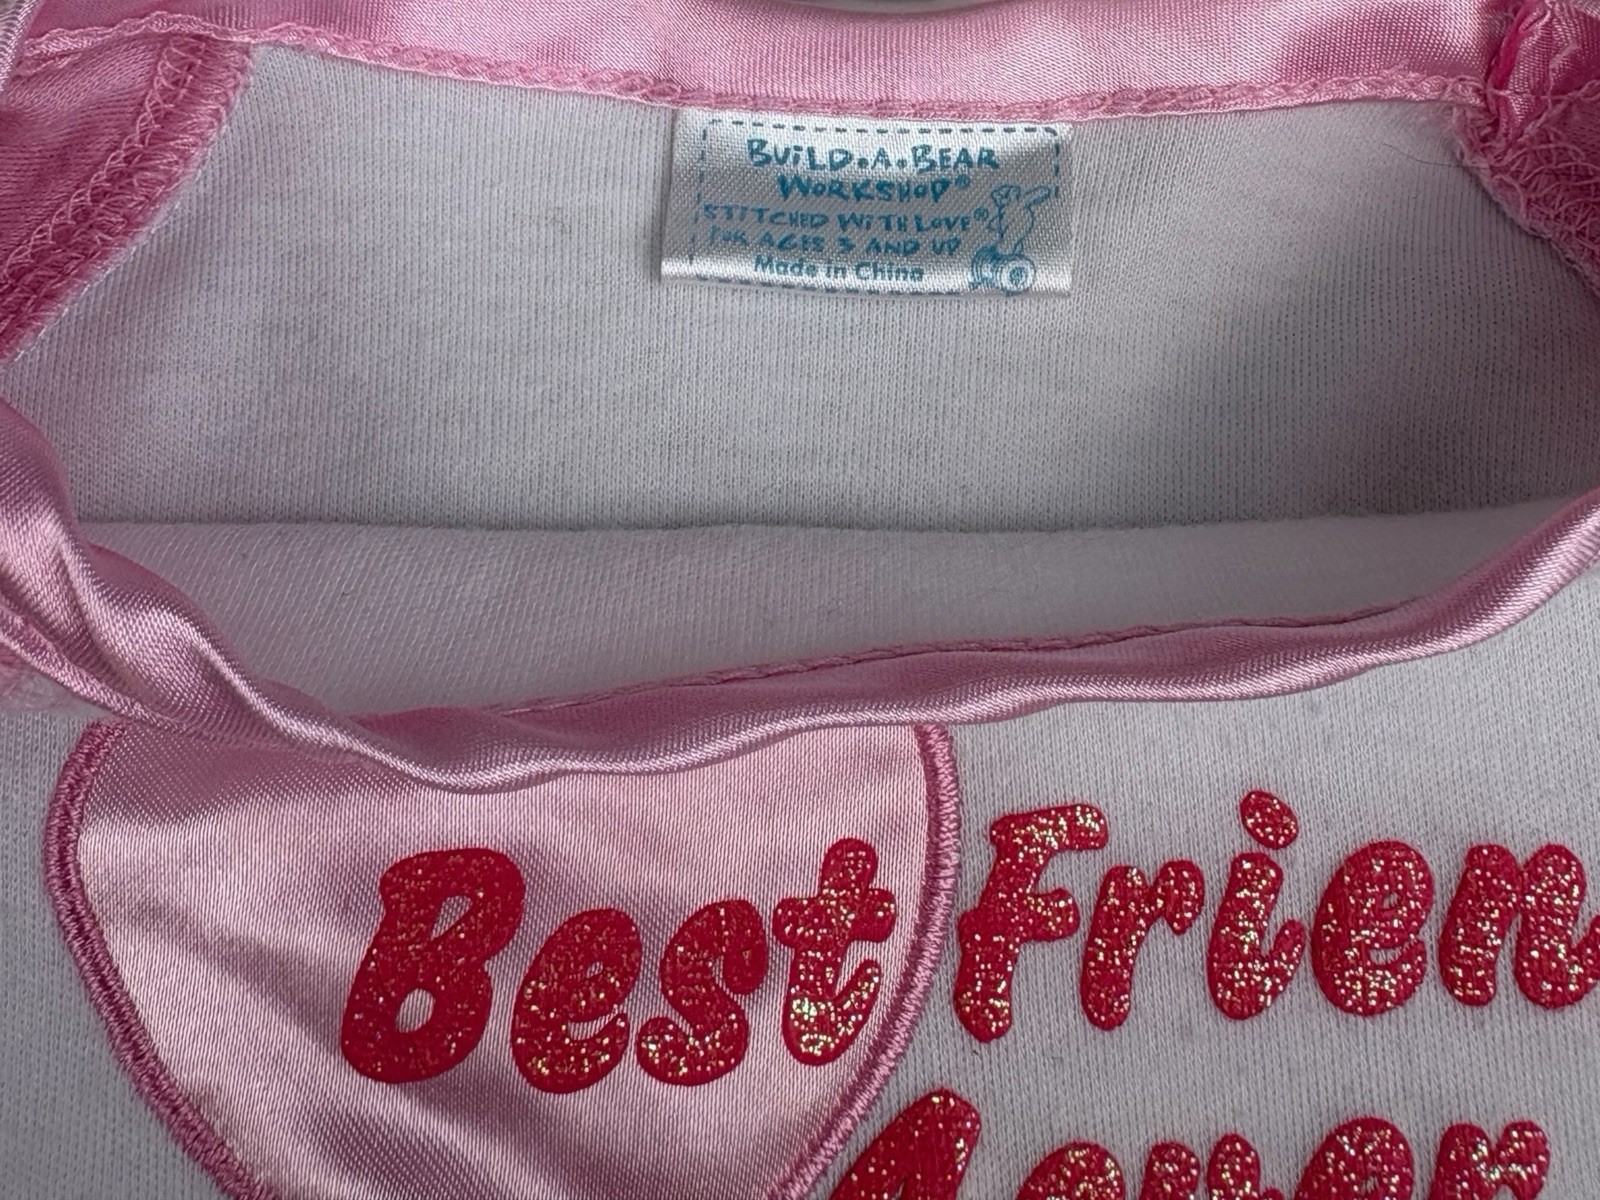 BUiLD.A.BEAR
WORKSHOP®
STiTCHED WiTH LOVE®
FOR AGES 3 AND UP
Made in China
Best Frien